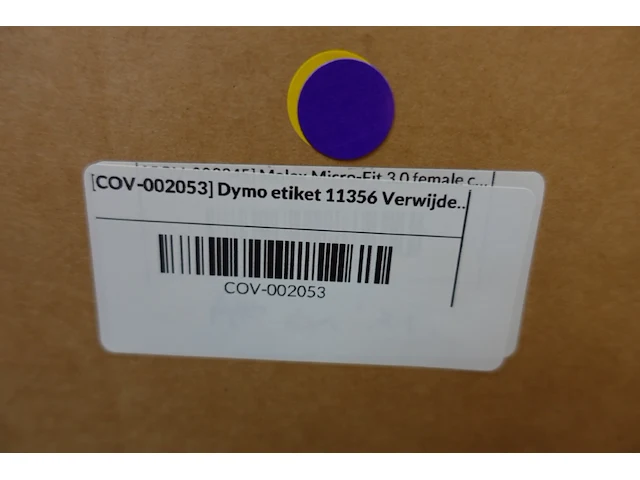 Molex Micro-Fit 3.0 female c...
[COV-002053] Dymo etiket 11356 Verwijde..
COV-002053